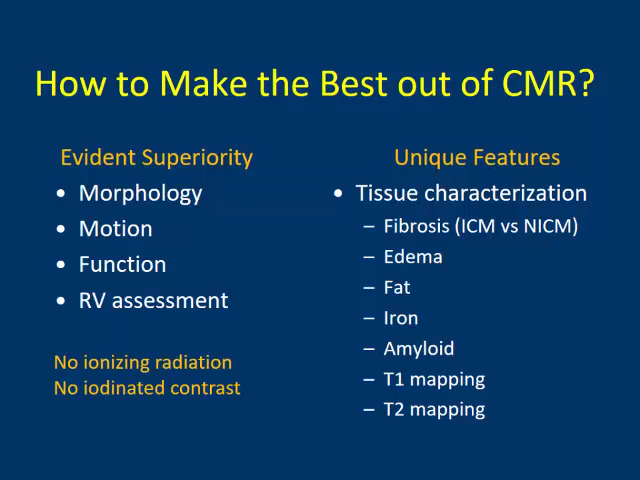 How to Make the Best out of CMR?
Evident Superiority
• Morphology
• Motion
• Function
• RV assessment
No ionizing radiation
No iodinated contrast
Unique Features
• Tissue characterization
– Fibrosis (ICM vs NICM)
– Edema
– Fat
– Iron
– Amyloid
– T1 mapping
– T2 mapping